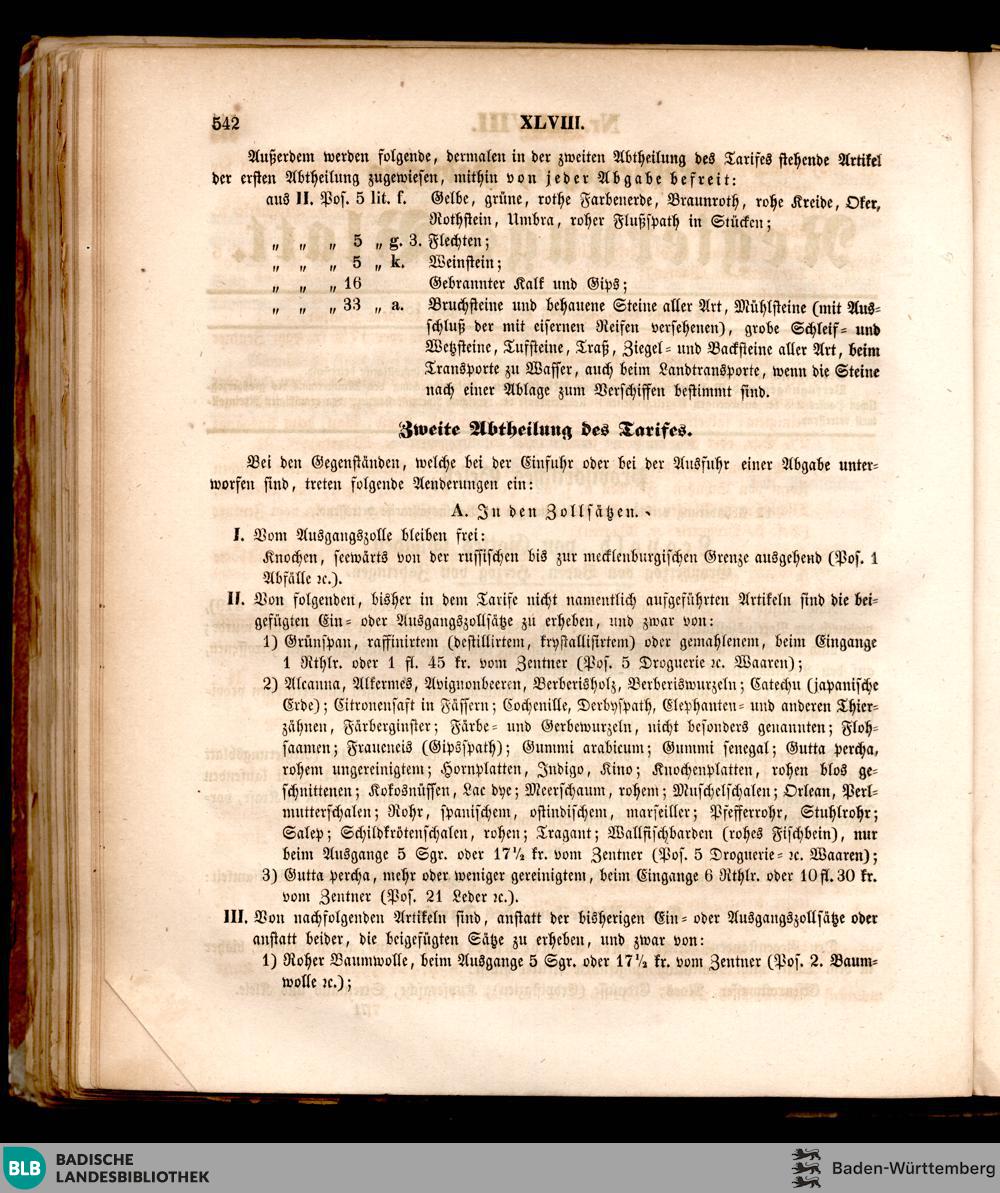 542 XLVIII.
Außerdem werden folgende, dermalen in der zweiten Abtheilung des Tarifes stehende Artikel
der ersten Abtheilung zugewiesen, mithin von jeder Abgabe befreit:
aus II. Pos. 5 lit. f. Gelbe, grüne, rothe Farbenerde, Braunroth, rohe Kreide, Oker,
Rothstein, Umbra, roher Flußspath in Stücken;
„ „ „ 5 „ g. 3. Flechten;
„ „ „ 5 „ k. Weinstein;
„ „ „ 16 Gebrannter Kalk und Gips;
„ „ „ 33 „ a. Bruchsteine und behauene Steine aller Art, Mühlsteine (mit Aus=
schluß der mit eisernen Reifen versehenen), grobe Schleif= und
Wetzsteine, Tufsteine, Traß, Ziegel= und Backsteine aller Art, beim
Transporte zu Wasser, auch beim Landtransporte, wenn die Steine
nach einer Ablage zum Verschiffen bestimmt sind.
Zweite Abtheilung des Tarifes.
Bei den Gegenständen, welche bei der Einfuhr oder bei der Ausfuhr einer Abgabe unter=
worfen sind, treten folgende Aenderungen ein:
A. In den Zollsätzen.
I. Vom Ausgangszolle bleiben frei:
Knochen, seewärts von der russischen bis zur mecklenburgischen Grenze ausgehend (Pos. 1
Abfälle ꝛc.).
II. Von folgenden, bisher in dem Tarife nicht namentlich aufgeführten Artikeln sind die bei=
gefügten Ein= oder Ausgangszollsätze zu erheben, und zwar von:
1) Grünspan, raffinirtem (destillirtem, krystallisirtem) oder gemahlenem, beim Eingange
1 Rthlr. oder 1 fl. 45 kr. vom Zentner (Pos. 5 Droguerie ꝛc. Waaren);
2) Alcanna, Alkermes, Avignonbeeren, Berberisholz, Berberiswurzeln; Catechu (japanische
Erde); Citronensaft in Fässern; Cochenille, Derbyspath, Elephanten= und anderen Thier=
zähnen, Färberginster; Färbe= und Gerbewurzeln, nicht besonders genannten; Floh=
saamen; Fraueneis (Gipsspath); Gummi arabicum; Gummi senegal; Gutta percha,
rohem ungereinigtem; Hornplatten, Indigo, Kino; Knochenplatten, rohen blos ge=
schnittenen; Kokosnüssen, Lac dye; Meerschaum, rohem; Muschelschalen; Orlean, Perl=
mutterschalen; Rohr, spanischem, ostindischem, marseiller; Pfefferrohr, Stuhlrohr;
Salep; Schildkrötenschalen, rohen; Tragant; Wallfischbarden (rohes Fischbein), nur
beim Ausgange 5 Sgr. oder 17½ kr. vom Zentner (Pos. 5 Droguerie= ꝛc. Waaren);
3) Gutta percha, mehr oder weniger gereinigtem, beim Eingange 6 Rthlr. oder 10 fl. 30 kr.
vom Zentner (Pos. 21 Leder ꝛc.).
III. Von nachfolgenden Artikeln sind, anstatt der bisherigen Ein= oder Ausgangszollsätze oder
anstatt beider, die beigefügten Sätze zu erheben, und zwar von:
1) Roher Baumwolle, beim Ausgange 5 Sgr. oder 17½ kr. vom Zentner (Pos. 2. Baum=
wolle ꝛc.);
BLB BADISCHE
LANDESBIBLIOTHEK
Baden-Württemberg